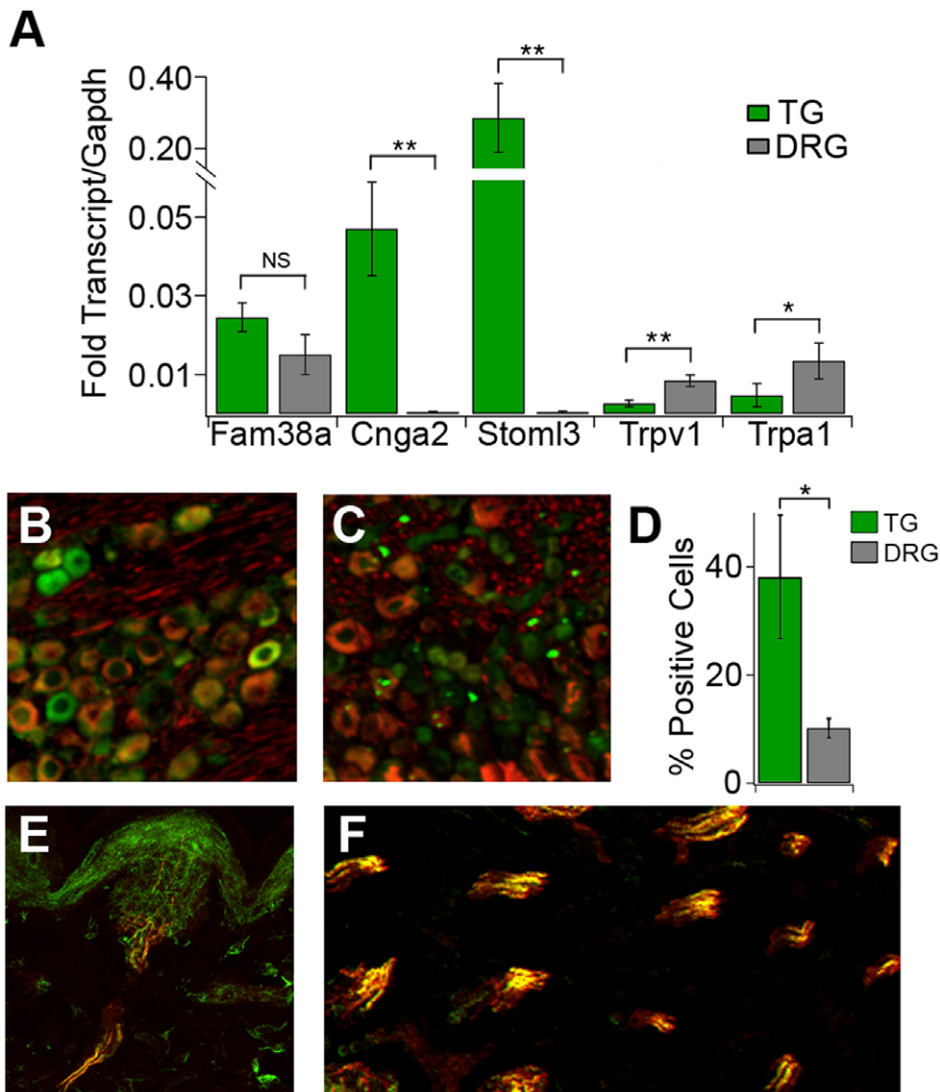 A
Fold Transcript/Gapdh
0.40
0.20
0.05
0.03
0.01
NS
**
**
**
*
TG
DRG
Fam38a Cnga2 Stoml3 Trpv1 Trpa1
B
C
D
% Positive Cells
40
20
0
*
TG
DRG
E
F